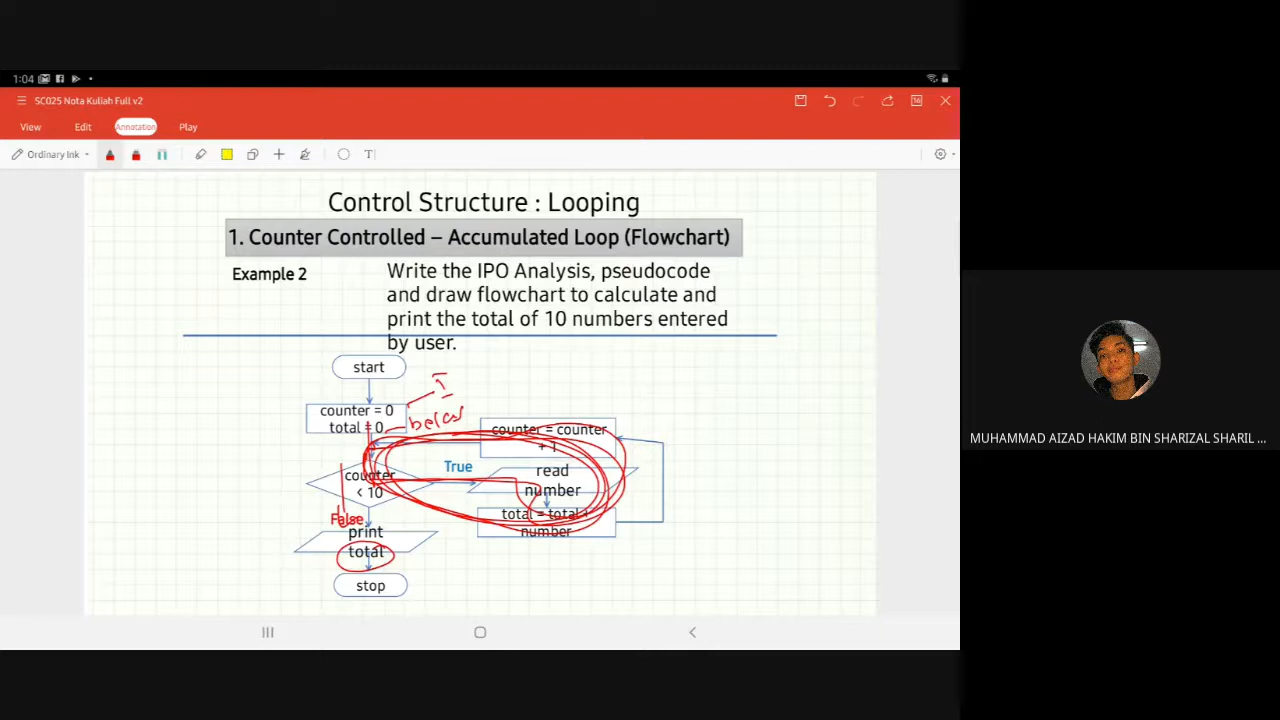 1:04
SC025 Nota Kuliah Full v2
16
View Edit Annotation Play
Ordinary Ink
T
Control Structure : Looping
1. Counter Controlled – Accumulated Loop (Flowchart)
Example 2
Write the IPO Analysis, pseudocode
and draw flowchart to calculate and
print the total of 10 numbers entered
by user.
start
counter = 0
total = 0
counter = counter
+ 1
counter
< 10
True
read
number
total = total +
number
False
print
total
stop
MUHAMMAD AIZAD HAKIM BIN SHARIZAL SHARIL ...